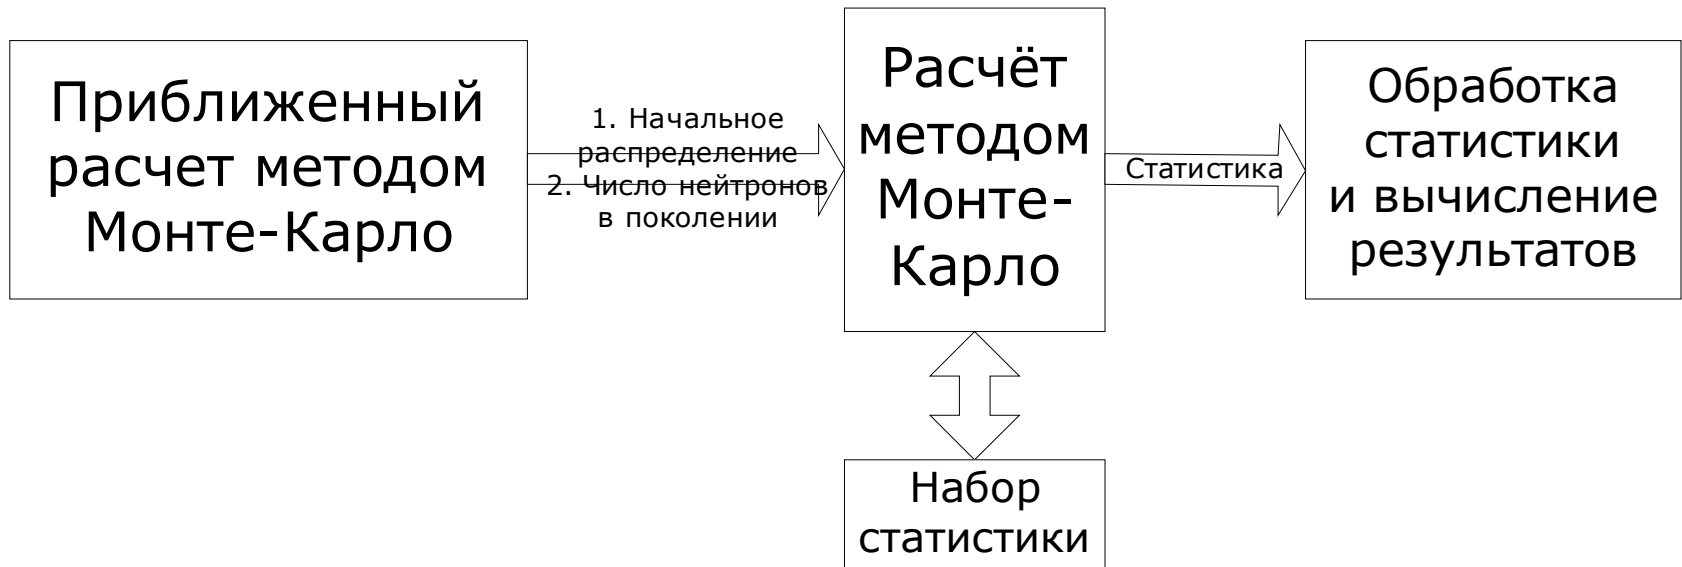 Приближенный
расчет методом
Монте-Карло
1. Начальное
распределение
2. Число нейтронов
в поколении
Расчёт
методом
Монте-
Карло
Статистика
Обработка
статистики
и вычисление
результатов
Набор
статистики